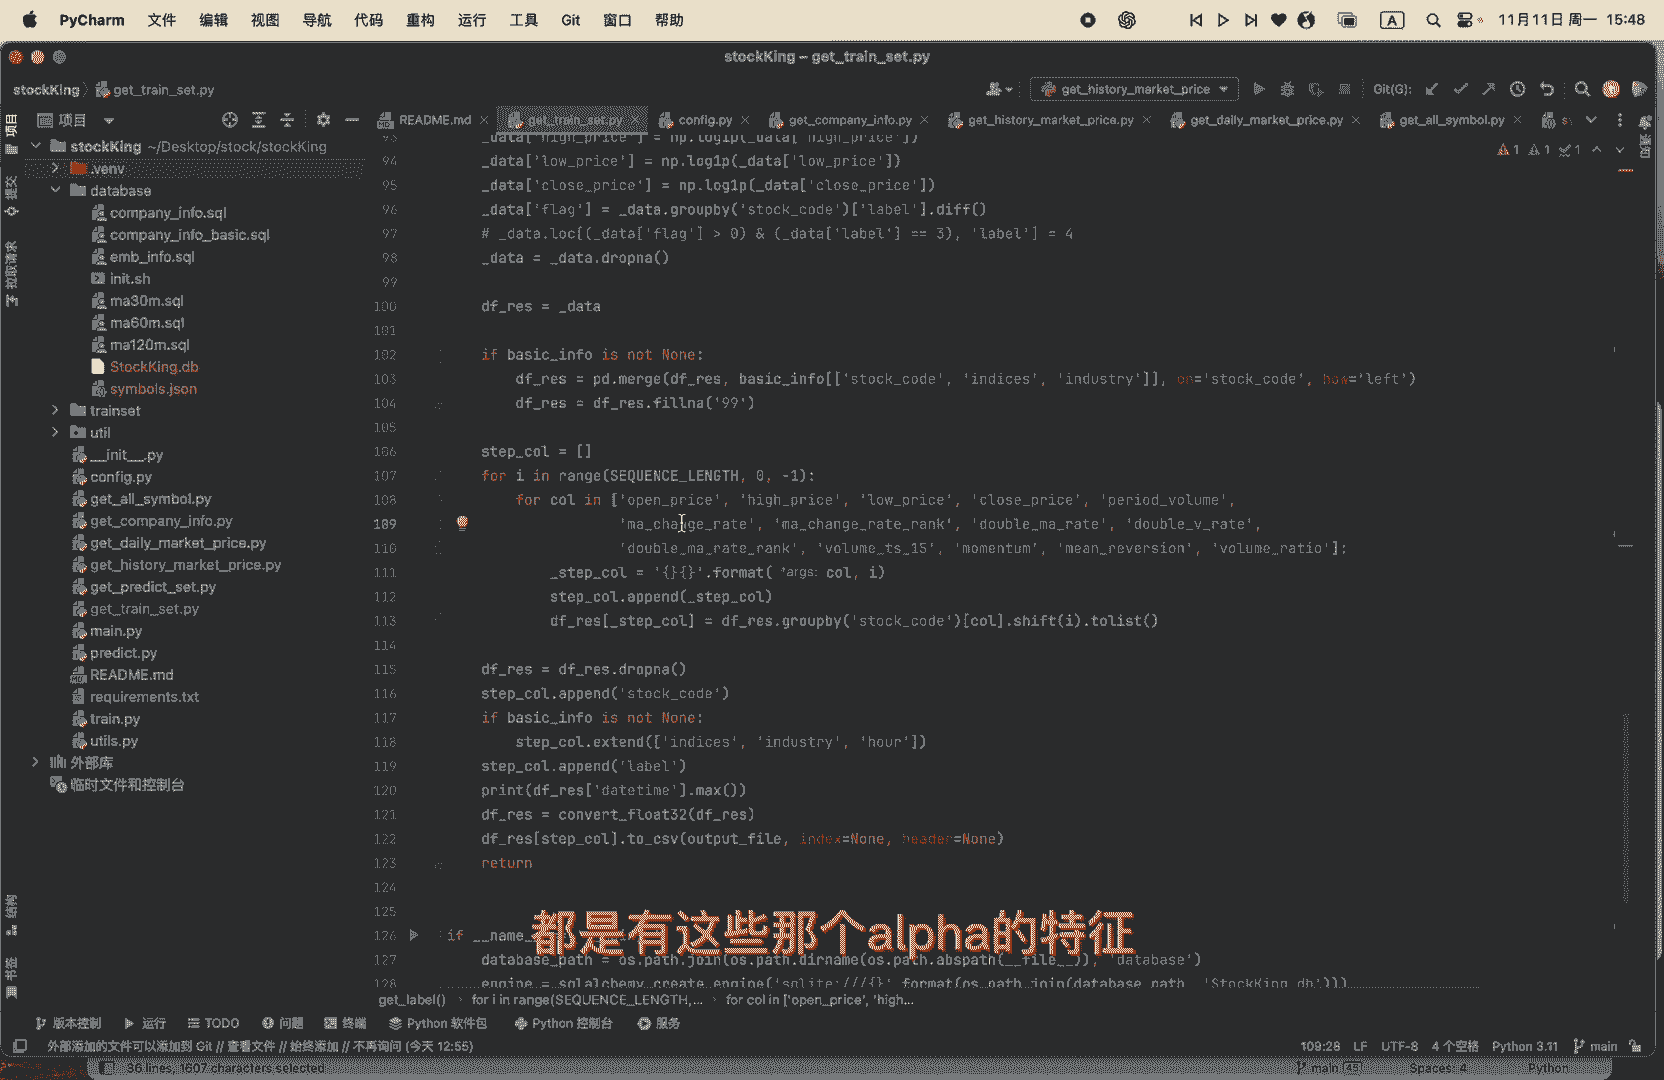 PyCharm 文件 编辑 视图 导航 代码 重构 运行 工具 Git 窗口 帮助
A 11月11日 周一 15:48
stockKing – get_train_set.py
stockKing get_train_set.py
get_history_market_price Git(G):
项目
README.md get_train_set.py config.py get_company_info.py get_history_market_price.py get_daily_market_price.py get_all_symbol.py
1 1 1
项目
提交
拉取请求
结构
书签
stockKing ~/Desktop/stock/stockKing
.venv
database
company_info.sql
company_info_basic.sql
emb_info.sql
init.sh
ma30m.sql
ma60m.sql
ma120m.sql
StockKing.db
symbols.json
trainset
util
__init__.py
config.py
get_all_symbol.py
get_company_info.py
get_daily_market_price.py
get_history_market_price.py
get_predict_set.py
get_train_set.py
main.py
predict.py
README.md
requirements.txt
train.py
utils.py
外部库
临时文件和控制台
93 _data['high_price'] = np.log1p(_data['high_price'])
94 _data['low_price'] = np.log1p(_data['low_price'])
95 _data['close_price'] = np.log1p(_data['close_price'])
96 _data['flag'] = _data.groupby('stock_code')['label'].diff()
97 # _data.loc[(_data['flag'] > 0) & (_data['label'] == 3), 'label'] = 4
98 _data = _data.dropna()
99
100 df_res = _data
101
102 if basic_info is not None:
103 df_res = pd.merge(df_res, basic_info[['stock_code', 'indices', 'industry']], on='stock_code', how='left')
104 df_res = df_res.fillna('99')
105
106 step_col = []
107 for i in range(SEQUENCE_LENGTH, 0, -1):
108 for col in ['open_price', 'high_price', 'low_price', 'close_price', 'period_volume',
109 'ma_change_rate', 'ma_change_rate_rank', 'double_ma_rate', 'double_v_rate',
110 'double_ma_rate_rank', 'volume_ts_15', 'momentum', 'mean_reversion', 'volume_ratio']:
111 _step_col = '{}{}'.format( *args: col, i)
112 step_col.append(_step_col)
113 df_res[_step_col] = df_res.groupby('stock_code')[col].shift(i).tolist()
114
115 df_res = df_res.dropna()
116 step_col.append('stock_code')
117 if basic_info is not None:
118 step_col.extend(['indices', 'industry', 'hour'])
119 step_col.append('label')
120 print(df_res['datetime'].max())
121 df_res = convert_float32(df_res)
122 df_res[step_col].to_csv(output_file, index=None, header=None)
123 return
124
125
都是有这些那个alpha的特征
126 if __name_
127 database_path = os.path.join(os.path.dirname(os.path.abspath(__file__)), 'database')
128 engine = sqlalchemy.create_engine('sqlite:///{}'.format(os.path.join(database_path, 'StockKing.db')))
get_label() for i in range(SEQUENCE_LENGTH,... for col in ['open_price', 'high...
版本控制 运行 TODO 问题 终端 Python 软件包 Python 控制台 服务
外部添加的文件可以添加到 Git // 查看文件 // 始终添加 // 不再询问 (今天 12:55) 109:28 LF UTF-8 4 个空格 Python 3.11 main
36 lines, 1607 characters selected main Spaces: 4 Python